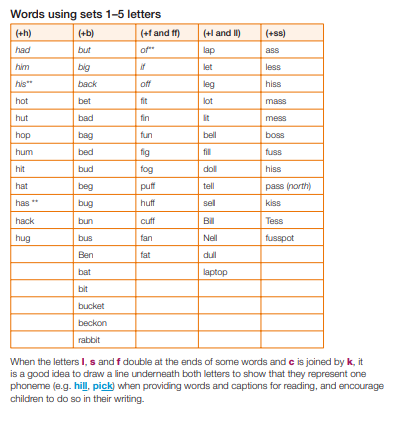 Words using sets 1–5 letters
(+h) (+b) (+f and ff) (+l and ll) (+ss)
had but of** lap ass
him big if let less
his** back off leg hiss
hot bet fit lot mass
hut bad fin lit mess
hop bag fun bell boss
hum bed fig fill fuss
hit bud fog doll hiss
hat beg puff tell pass (north)
has ** bug huff sell kiss
hack bun cuff Bill Tess
hug bus fan Nell fusspot
Ben fat dull
bat laptop
bit
bucket
beckon
rabbit
When the letters l, s and f double at the ends of some words and c is joined by k, it
is a good idea to draw a line underneath both letters to show that they represent one
phoneme (e.g. hill, pick) when providing words and captions for reading, and encourage
children to do so in their writing.